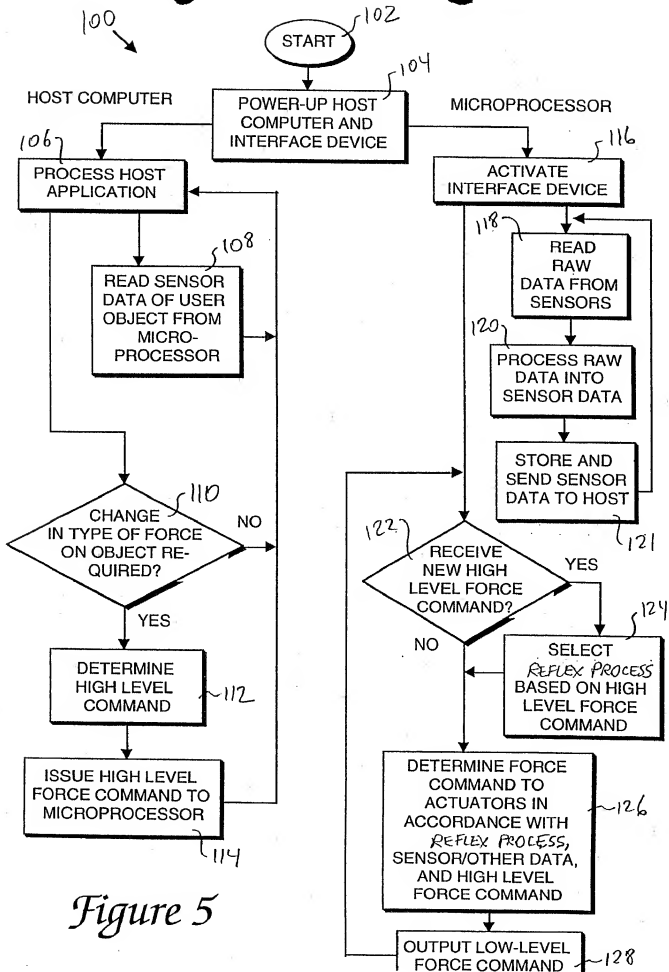 100
START
102
HOST COMPUTER
POWER-UP HOST
COMPUTER AND
INTERFACE DEVICE
104
MICROPROCESSOR
106
PROCESS HOST
APPLICATION
108
READ SENSOR
DATA OF USER
OBJECT FROM
MICRO-
PROCESSOR
110
CHANGE
IN TYPE OF FORCE
ON OBJECT RE-
QUIRED?
NO
YES
DETERMINE
HIGH LEVEL
COMMAND
112
ISSUE HIGH LEVEL
FORCE COMMAND TO
MICROPROCESSOR
114
116
ACTIVATE
INTERFACE DEVICE
118
READ
RAW
DATA FROM
SENSORS
120
PROCESS RAW
DATA INTO
SENSOR DATA
STORE AND
SEND SENSOR
DATA TO HOST
121
122
RECEIVE
NEW HIGH
LEVEL FORCE
COMMAND?
YES
NO
124
SELECT
REFLEX PROCESS
BASED ON HIGH
LEVEL FORCE
COMMAND
DETERMINE FORCE
COMMAND TO
ACTUATORS IN
ACCORDANCE WITH
REFLEX PROCESS,
SENSOR/OTHER DATA,
AND HIGH LEVEL
FORCE COMMAND
126
OUTPUT LOW-LEVEL
FORCE COMMAND
128
Figure 5